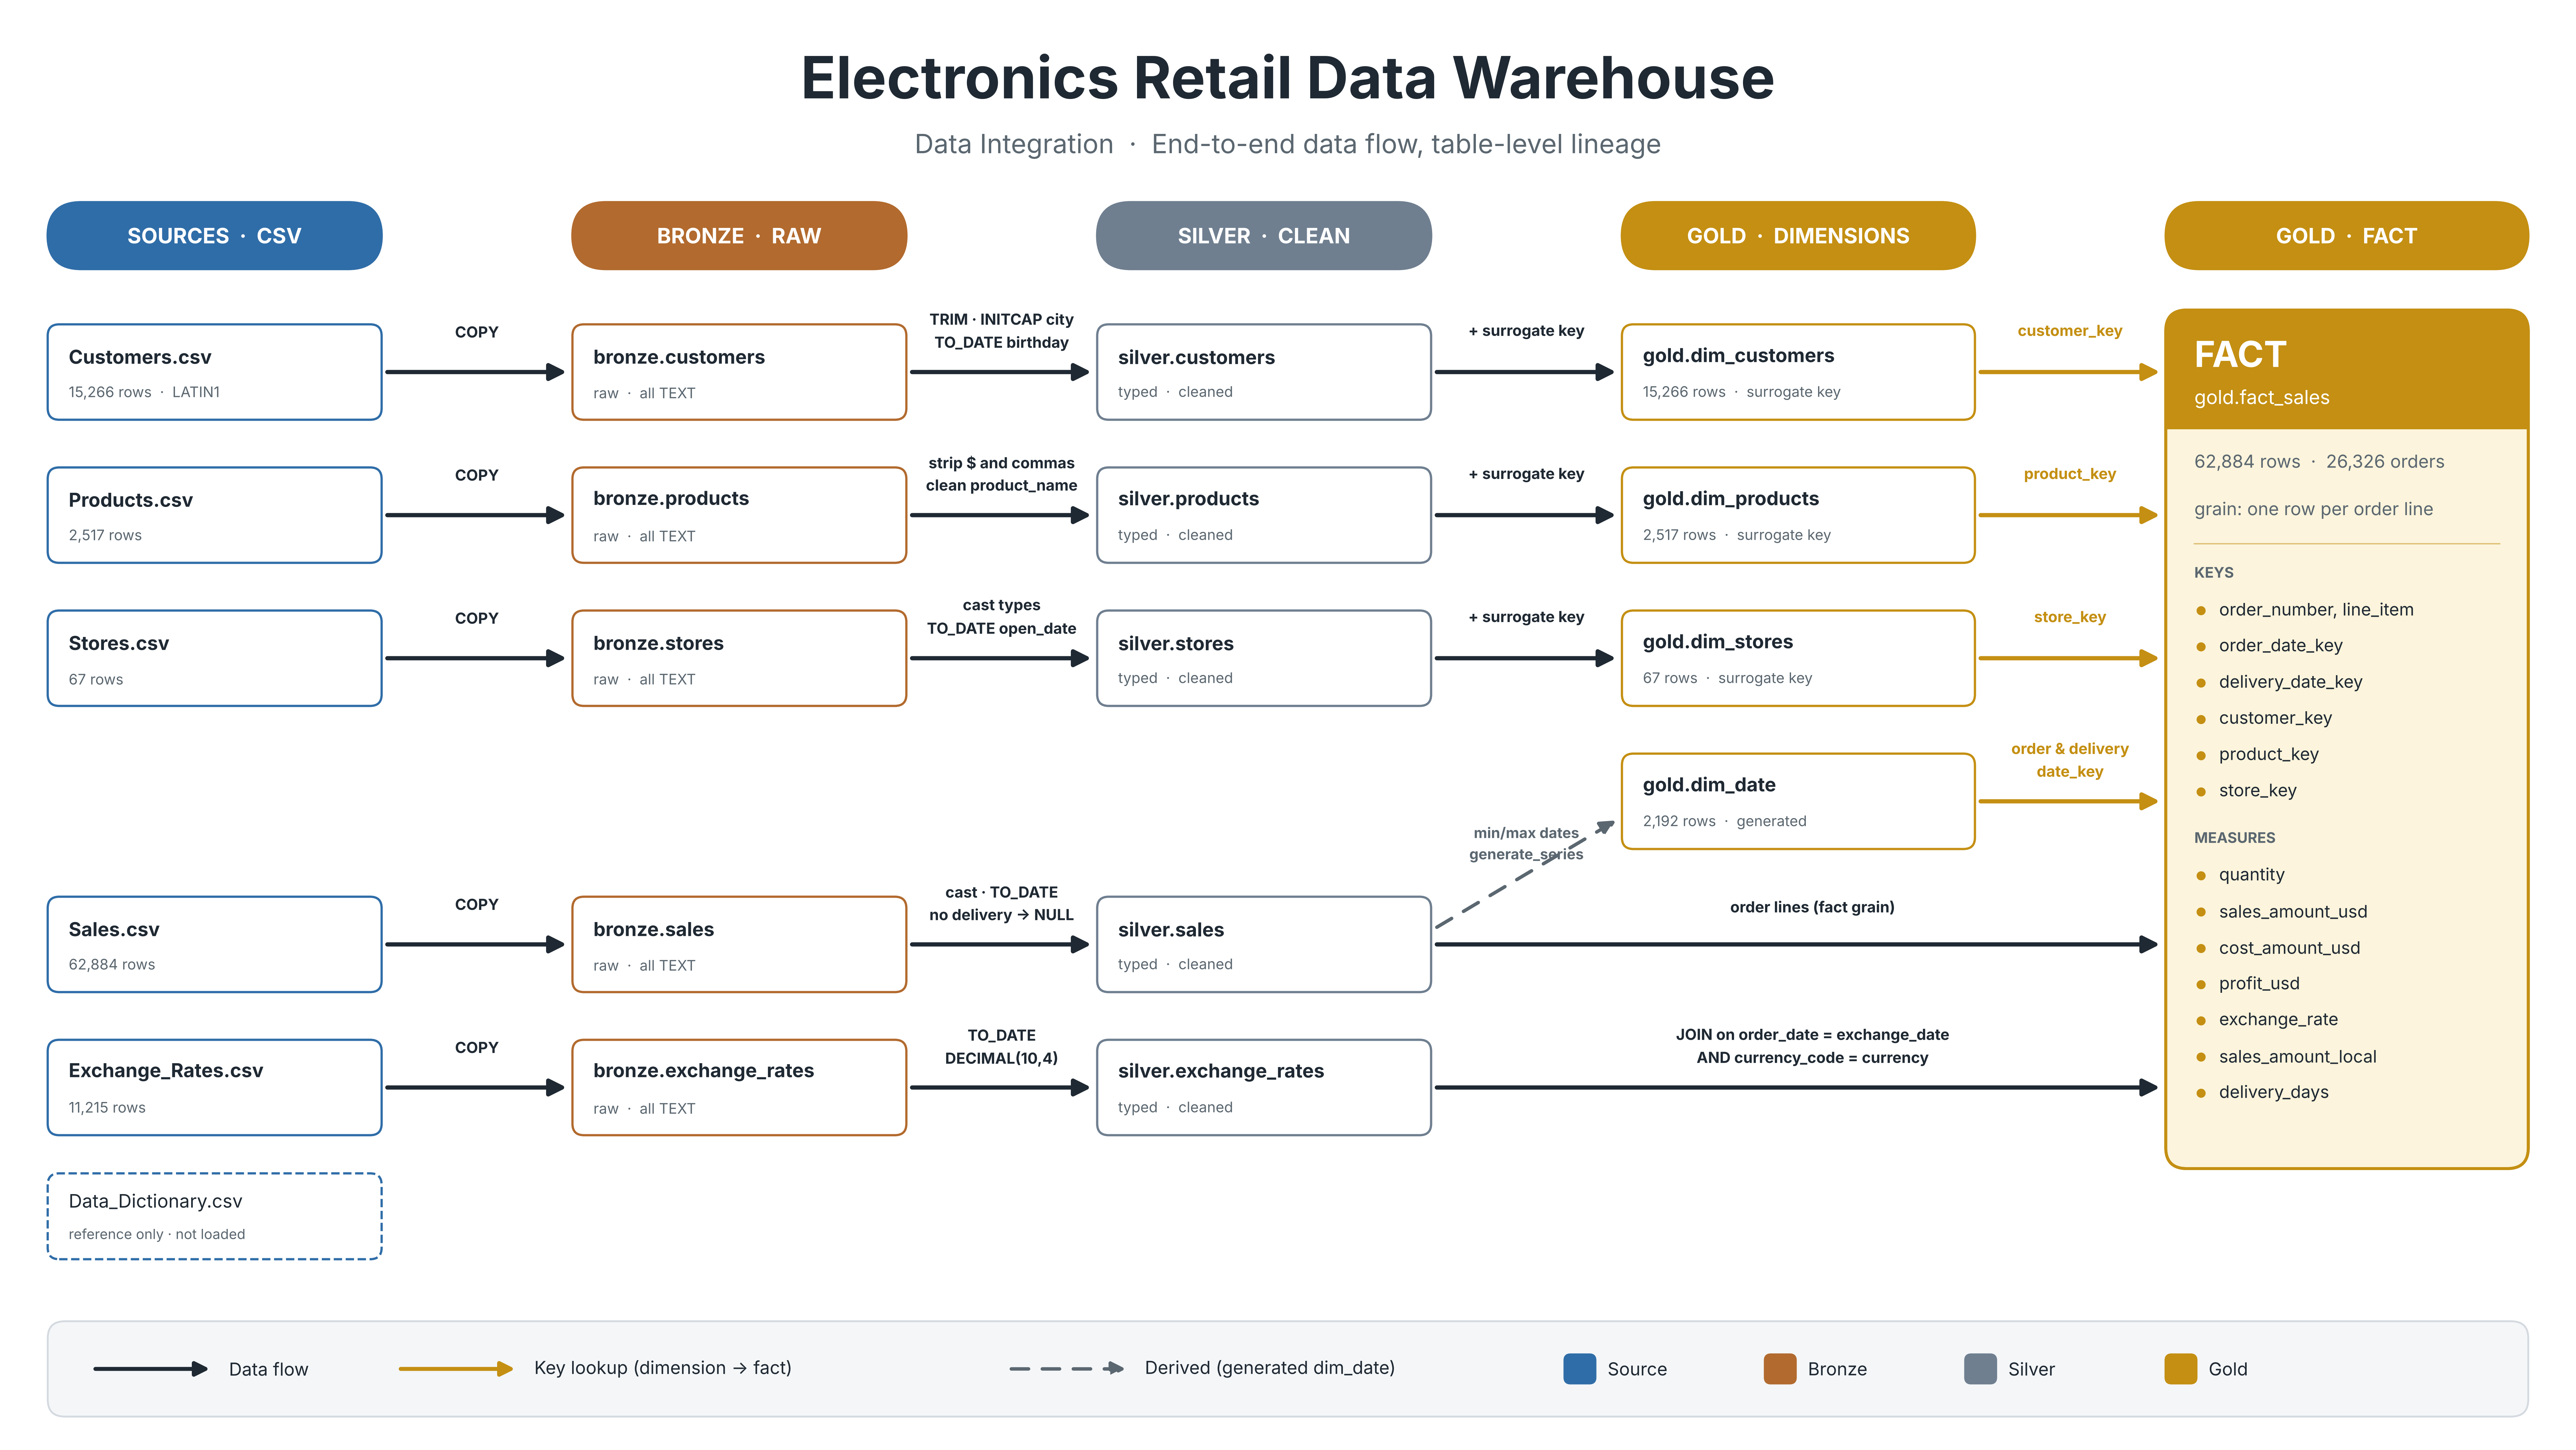 Electronics Retail Data Warehouse
Data Integration · End-to-end data flow, table-level lineage
SOURCES · CSV
BRONZE · RAW
SILVER · CLEAN
GOLD · DIMENSIONS
GOLD · FACT
Customers.csv
15,266 rows · LATIN1
COPY
bronze.customers
raw · all TEXT
TRIM · INITCAP city
TO_DATE birthday
silver.customers
typed · cleaned
+ surrogate key
gold.dim_customers
15,266 rows · surrogate key
customer_key
Products.csv
2,517 rows
COPY
bronze.products
raw · all TEXT
strip $ and commas
clean product_name
silver.products
typed · cleaned
+ surrogate key
gold.dim_products
2,517 rows · surrogate key
product_key
Stores.csv
67 rows
COPY
bronze.stores
raw · all TEXT
cast types
TO_DATE open_date
silver.stores
typed · cleaned
+ surrogate key
gold.dim_stores
67 rows · surrogate key
store_key
gold.dim_date
2,192 rows · generated
order & delivery
date_key
min/max dates
generate_series
Sales.csv
62,884 rows
COPY
bronze.sales
raw · all TEXT
cast · TO_DATE
no delivery → NULL
silver.sales
typed · cleaned
order lines (fact grain)
Exchange_Rates.csv
11,215 rows
COPY
bronze.exchange_rates
raw · all TEXT
TO_DATE
DECIMAL(10,4)
silver.exchange_rates
typed · cleaned
JOIN on order_date = exchange_date
AND currency_code = currency
Data_Dictionary.csv
reference only · not loaded
FACT
gold.fact_sales
62,884 rows · 26,326 orders
grain: one row per order line
KEYS
order_number, line_item
order_date_key
delivery_date_key
customer_key
product_key
store_key
MEASURES
quantity
sales_amount_usd
cost_amount_usd
profit_usd
exchange_rate
sales_amount_local
delivery_days
Data flow
Key lookup (dimension → fact)
Derived (generated dim_date)
Source
Bronze
Silver
Gold